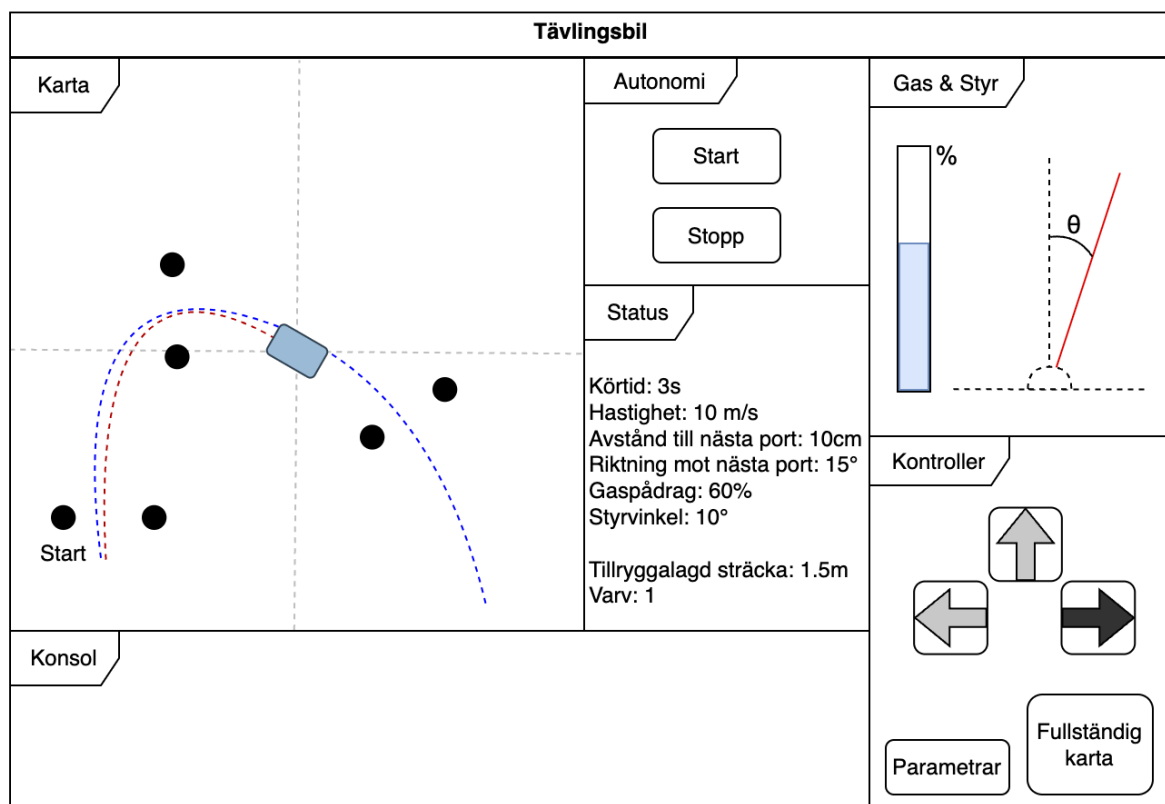 Tävlingsbil
Karta
Start
Autonomi
Start
Stopp
Status
Körtid: 3s
Hastighet: 10 m/s
Avstånd till nästa port: 10cm
Riktning mot nästa port: 15°
Gaspådrag: 60%
Styrvinkel: 10°
Tillryggalagd sträcka: 1.5m
Varv: 1
Gas & Styr
%
θ
Kontroller
Parametrar
Fullständig
karta
Konsol